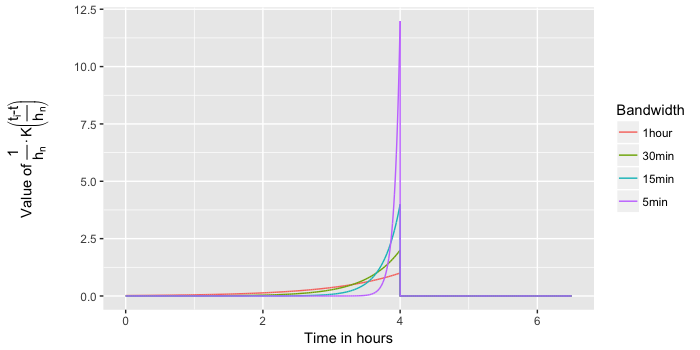 Value of 1/hₙ · K((tᵢ-t)/hₙ)
12.5
10.0
7.5
5.0
2.5
0.0
0 2 4 6
Time in hours
Bandwidth
1hour
30min
15min
5min